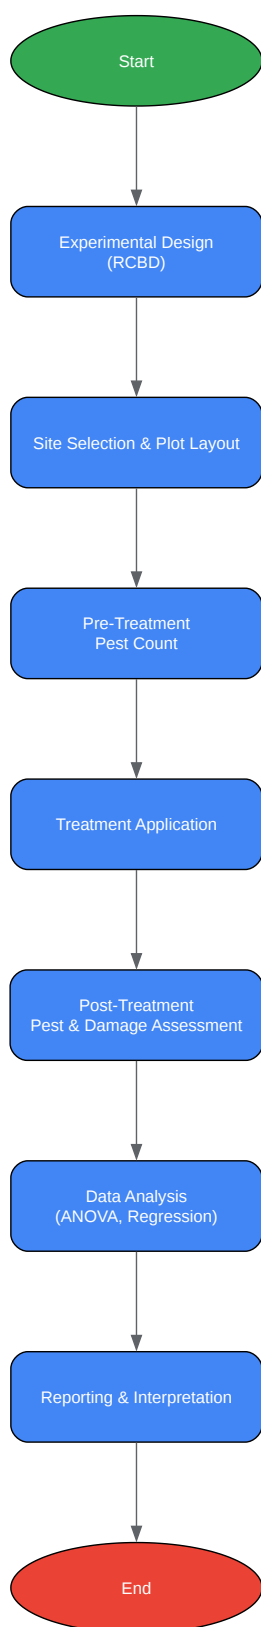 Start
Experimental Design
(RCBD)
Site Selection & Plot Layout
Pre-Treatment
Pest Count
Treatment Application
Post-Treatment
Pest & Damage Assessment
Data Analysis
(ANOVA, Regression)
Reporting & Interpretation
End